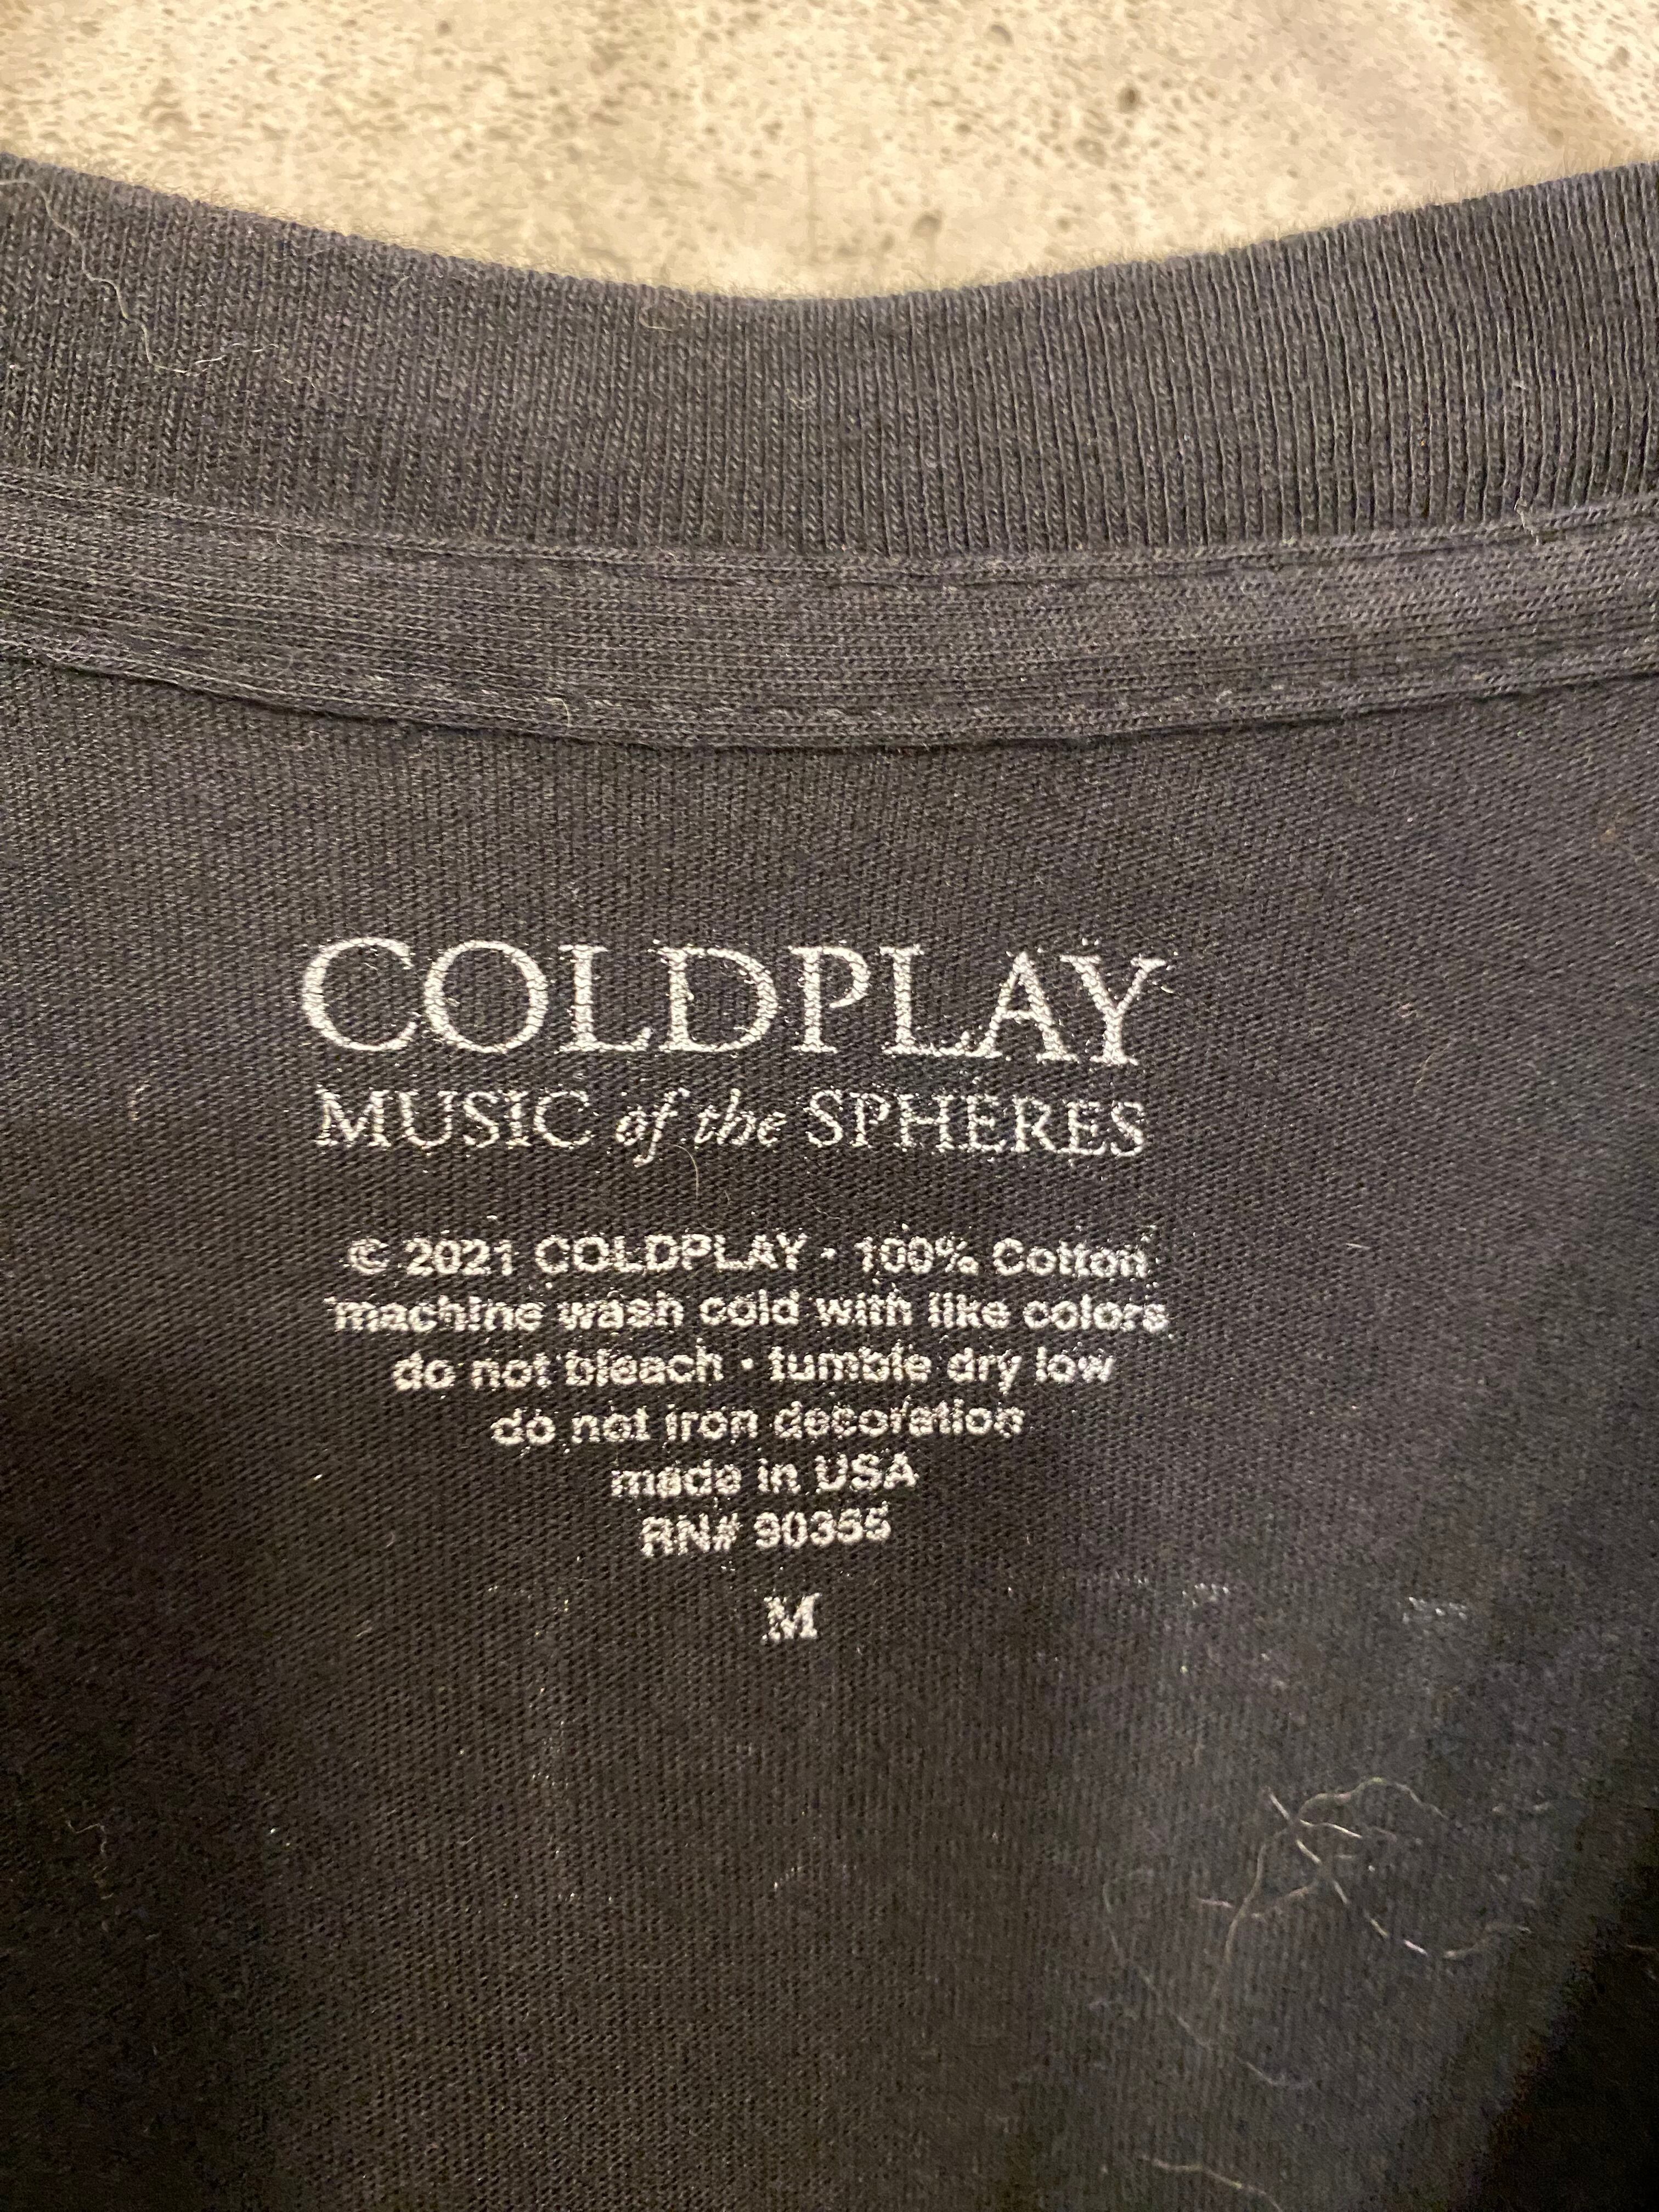 COLDPLAY
MUSIC of the SPHERES
© 2021 COLDPLAY • 100% Cotton
machine wash cold with like colors
do not bleach • tumble dry low
do not iron decoration
made in USA
RN# 90355
M